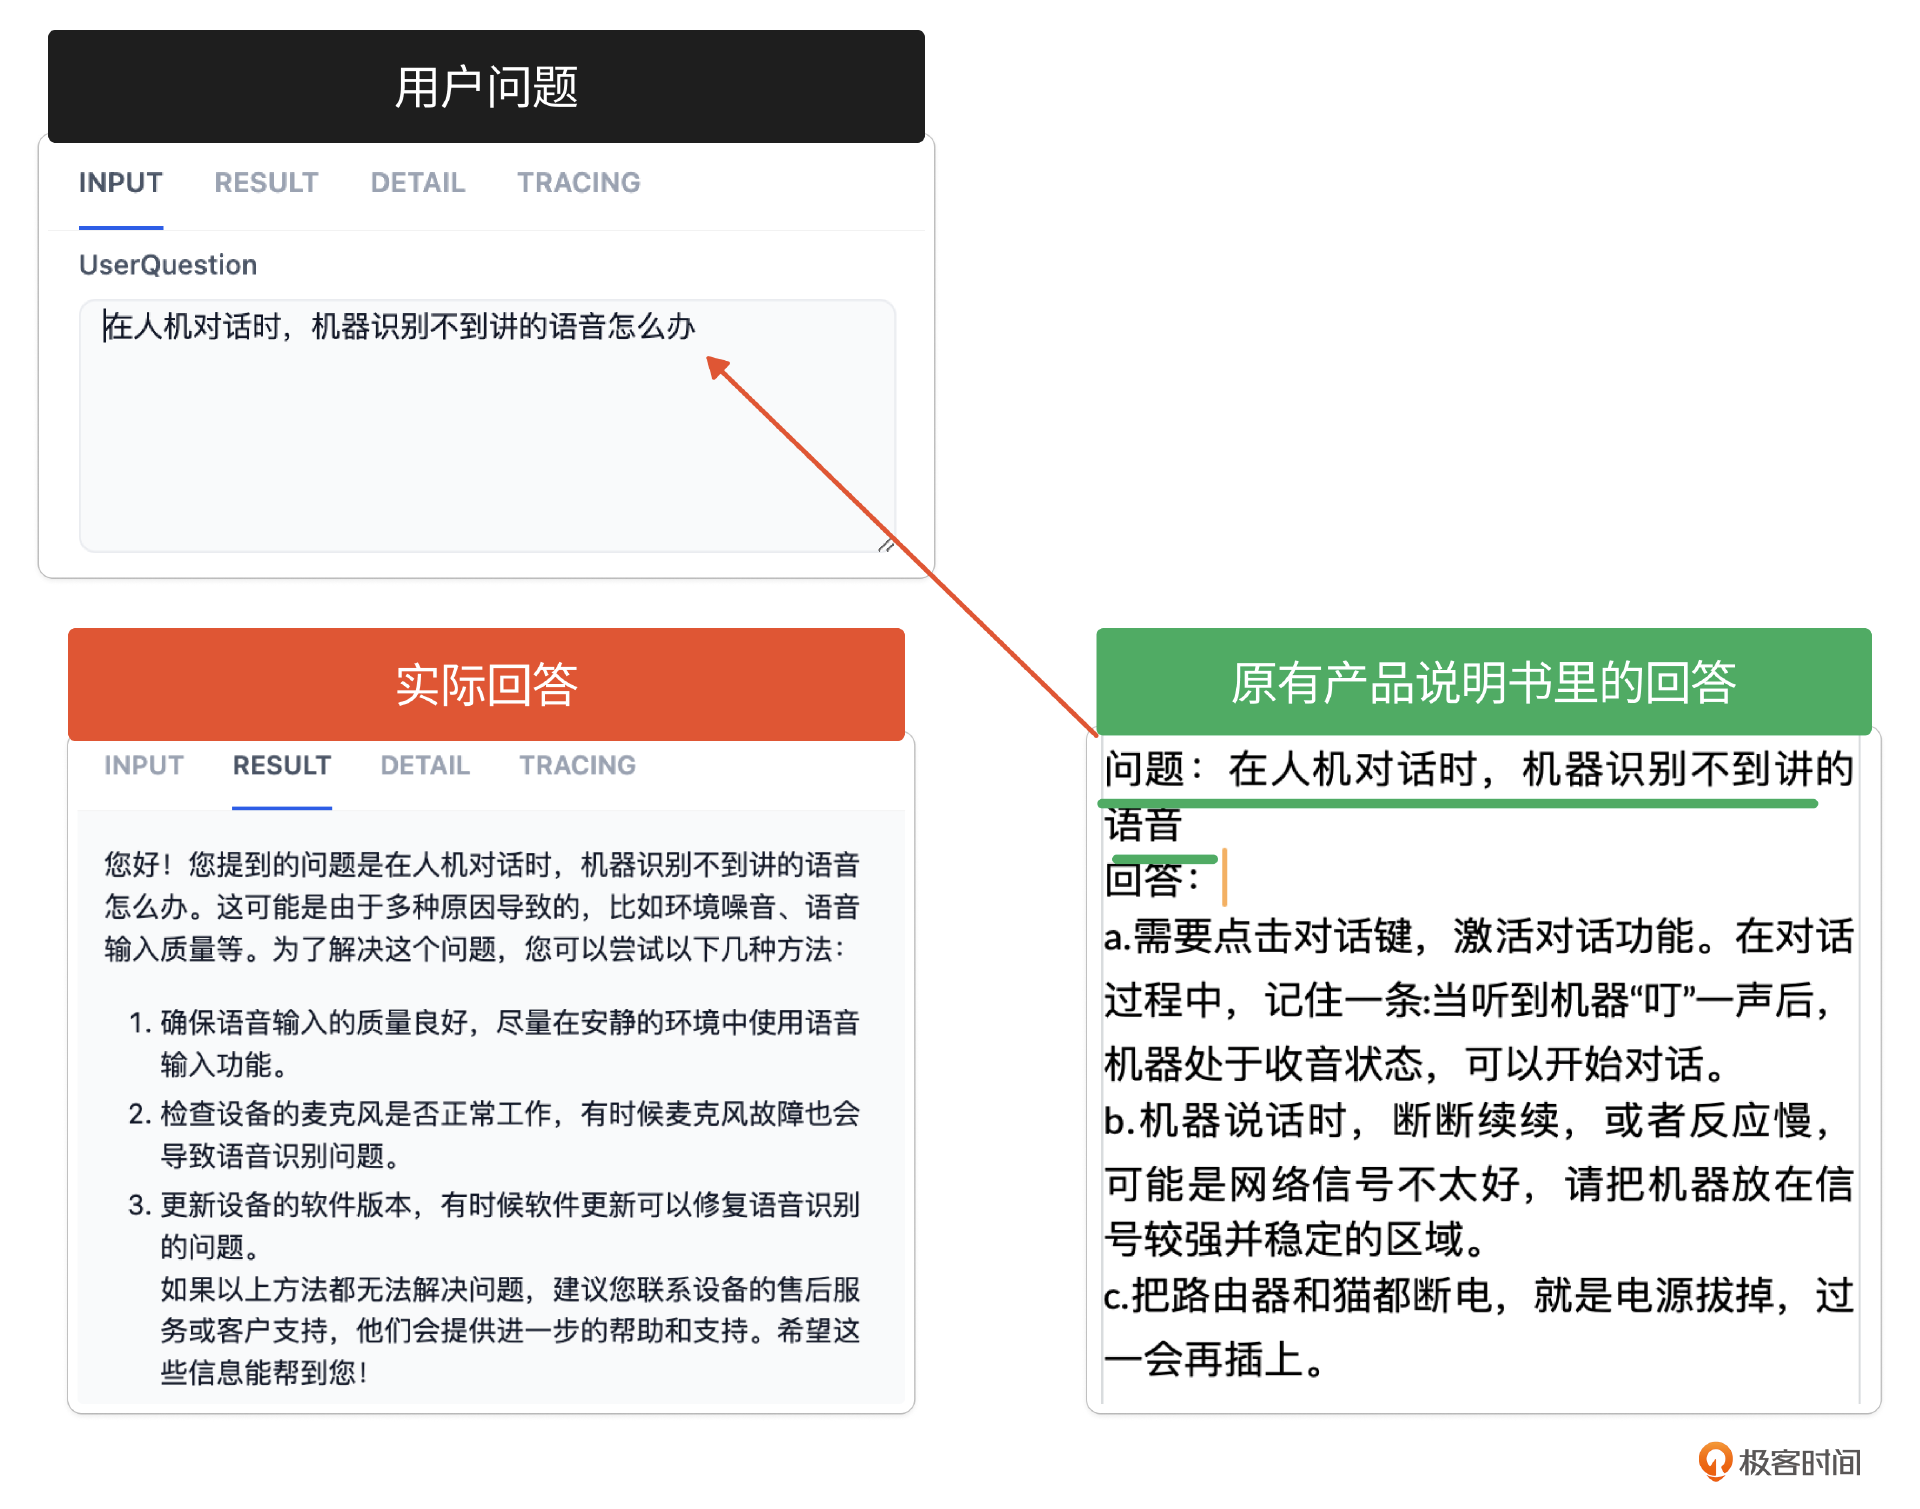 用户问题
INPUT RESULT DETAIL TRACING
UserQuestion
在人机对话时，机器识别不到讲的语音怎么办
实际回答
INPUT RESULT DETAIL TRACING
您好！您提到的问题是在人机对话时，机器识别不到讲的语音
怎么办。这可能是由于多种原因导致的，比如环境噪音、语音
输入质量等。为了解决这个问题，您可以尝试以下几种方法：
1. 确保语音输入的质量良好，尽量在安静的环境中使用语音
输入功能。
2. 检查设备的麦克风是否正常工作，有时候麦克风故障也会
导致语音识别问题。
3. 更新设备的软件版本，有时候软件更新可以修复语音识别
的问题。
如果以上方法都无法解决问题，建议您联系设备的售后服
务或客户支持，他们会提供进一步的帮助和支持。希望这
些信息能帮到您！
原有产品说明书里的回答
问题：在人机对话时，机器识别不到讲的
语音
回答：
a.需要点击对话键，激活对话功能。在对话
过程中，记住一条:当听到机器“叮”一声后，
机器处于收音状态，可以开始对话。
b.机器说话时，断断续续，或者反应慢，
可能是网络信号不太好，请把机器放在信
号较强并稳定的区域。
c.把路由器和猫都断电，就是电源拔掉，过
一会再插上。
极客时间